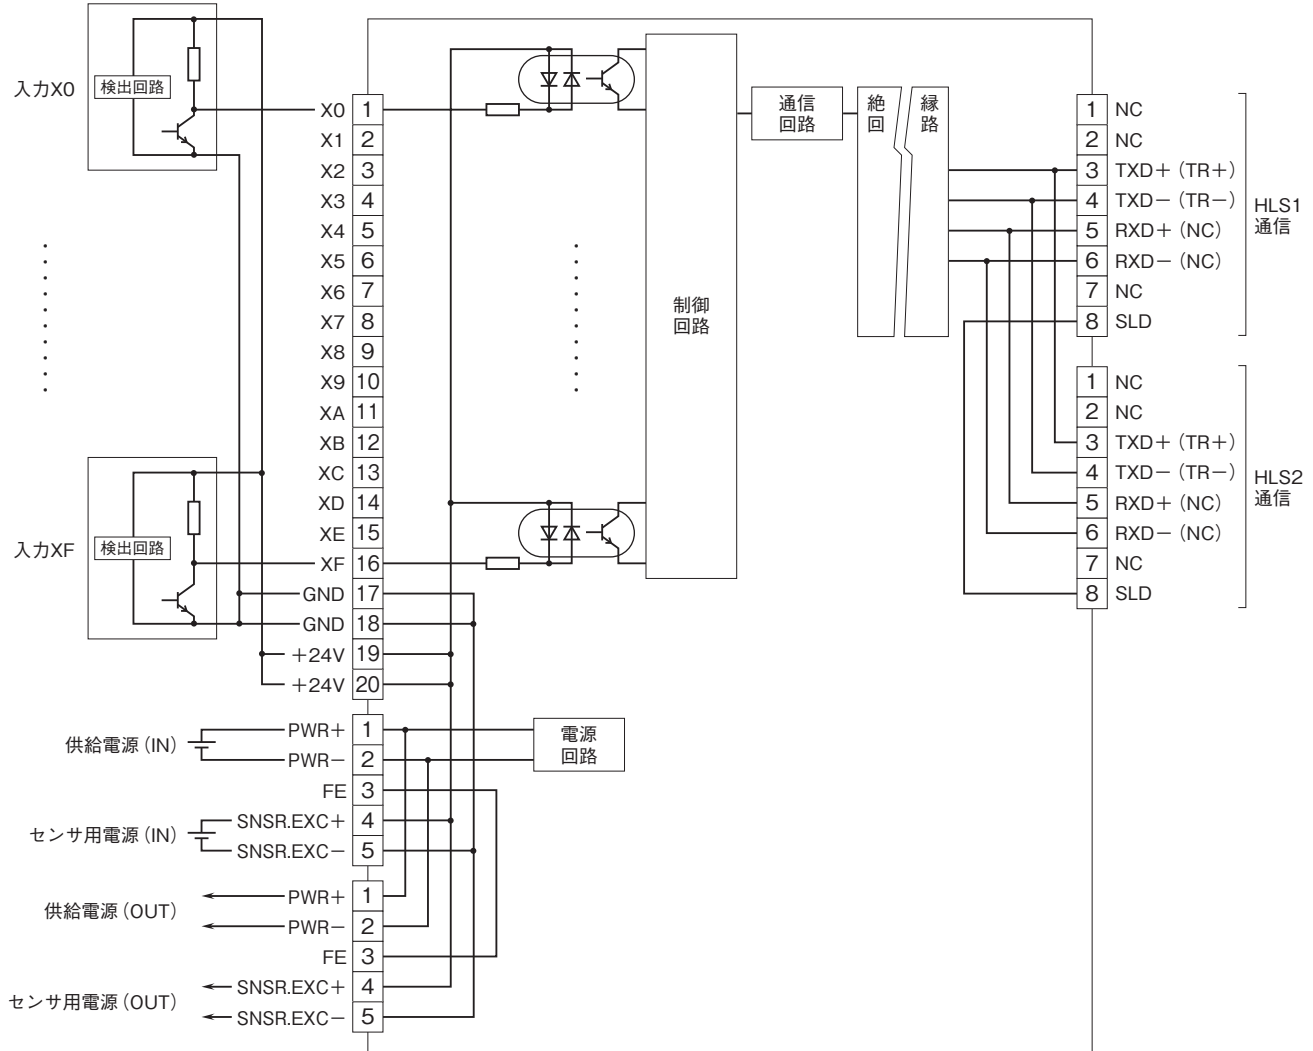 入力X0
検出回路
X0 1
X1 2
X2 3
X3 4
X4 5
X5 6
X6 7
X7 8
X8 9
X9 10
XA 11
XB 12
XC 13
XD 14
XE 15
XF 16
GND 17
GND 18
+24V 19
+24V 20
入力XF
検出回路
供給電源(IN)
PWR+ 1
PWR− 2
FE 3
センサ用電源(IN)
SNSR.EXC+ 4
SNSR.EXC− 5
供給電源(OUT)
PWR+ 1
PWR− 2
FE 3
センサ用電源(OUT)
SNSR.EXC+ 4
SNSR.EXC− 5
制御
回路
電源
回路
通信
回路
絶 縁
回 路
1 NC
2 NC
3 TXD+(TR+)
4 TXD−(TR−)
5 RXD+(NC)
6 RXD−(NC)
7 NC
8 SLD
HLS1
通信
1 NC
2 NC
3 TXD+(TR+)
4 TXD−(TR−)
5 RXD+(NC)
6 RXD−(NC)
7 NC
8 SLD
HLS2
通信